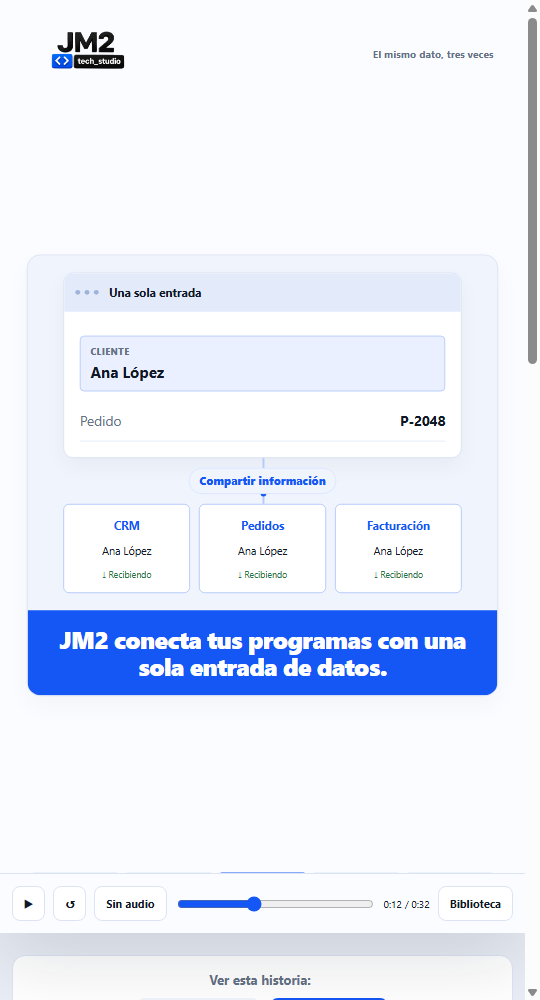 JM2
<> tech_studio
El mismo dato, tres veces
Una sola entrada
CLIENTE
Ana López
Pedido P-2048
Compartir información
CRM Pedidos Facturación
Ana López Ana López Ana López
↓ Recibiendo ↓ Recibiendo ↓ Recibiendo
JM2 conecta tus programas con una
sola entrada de datos.
▶ ↺ Sin audio 0:12 / 0:32 Biblioteca
Ver esta historia: